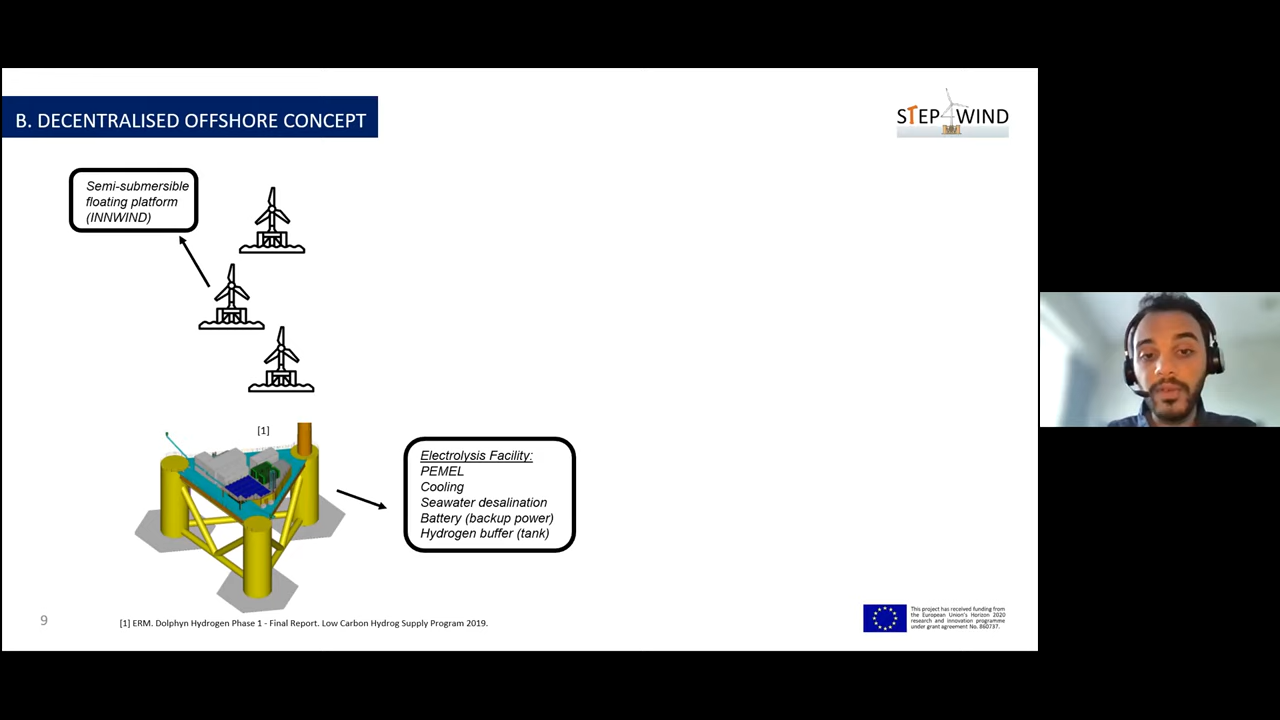 B. DECENTRALISED OFFSHORE CONCEPT
STEP4WIND
Semi-submersible
floating platform
(INNWIND)
[1]
Electrolysis Facility:
PEMEL
Cooling
Seawater desalination
Battery (backup power)
Hydrogen buffer (tank)
9
[1] ERM. Dolphyn Hydrogen Phase 1 - Final Report. Low Carbon Hydrog Supply Program 2019.
This project has received funding from
the European Union's Horizon 2020
research and innovation programme
under grant agreement No. 860737.